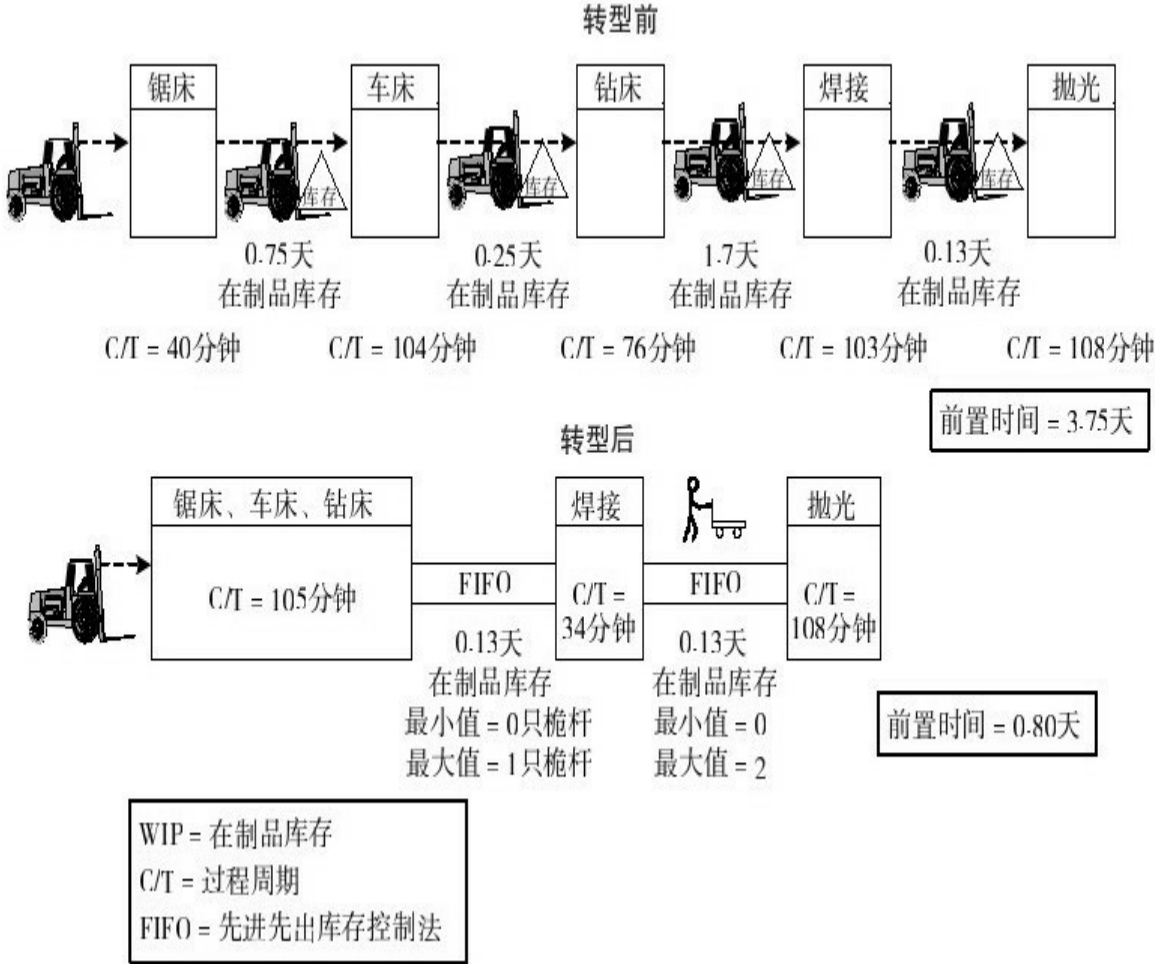 转型前
锯床
车床
钻床
焊接
抛光
库存
库存
库存
库存
0.75天
在制品库存
0.25天
在制品库存
1.7天
在制品库存
0.13天
在制品库存
C/T = 40分钟
C/T = 104分钟
C/T = 76分钟
C/T = 103分钟
C/T = 108分钟
前置时间 = 3.75天
转型后
锯床、车床、钻床
C/T = 105分钟
FIFO
0.13天
在制品库存
最小值 = 0只桅杆
最大值 = 1只桅杆
焊接
C/T =
34分钟
FIFO
0.13天
在制品库存
最小值 = 0
最大值 = 2
抛光
C/T =
108分钟
前置时间 = 0.80天
WIP = 在制品库存
C/T = 过程周期
FIFO = 先进先出库存控制法